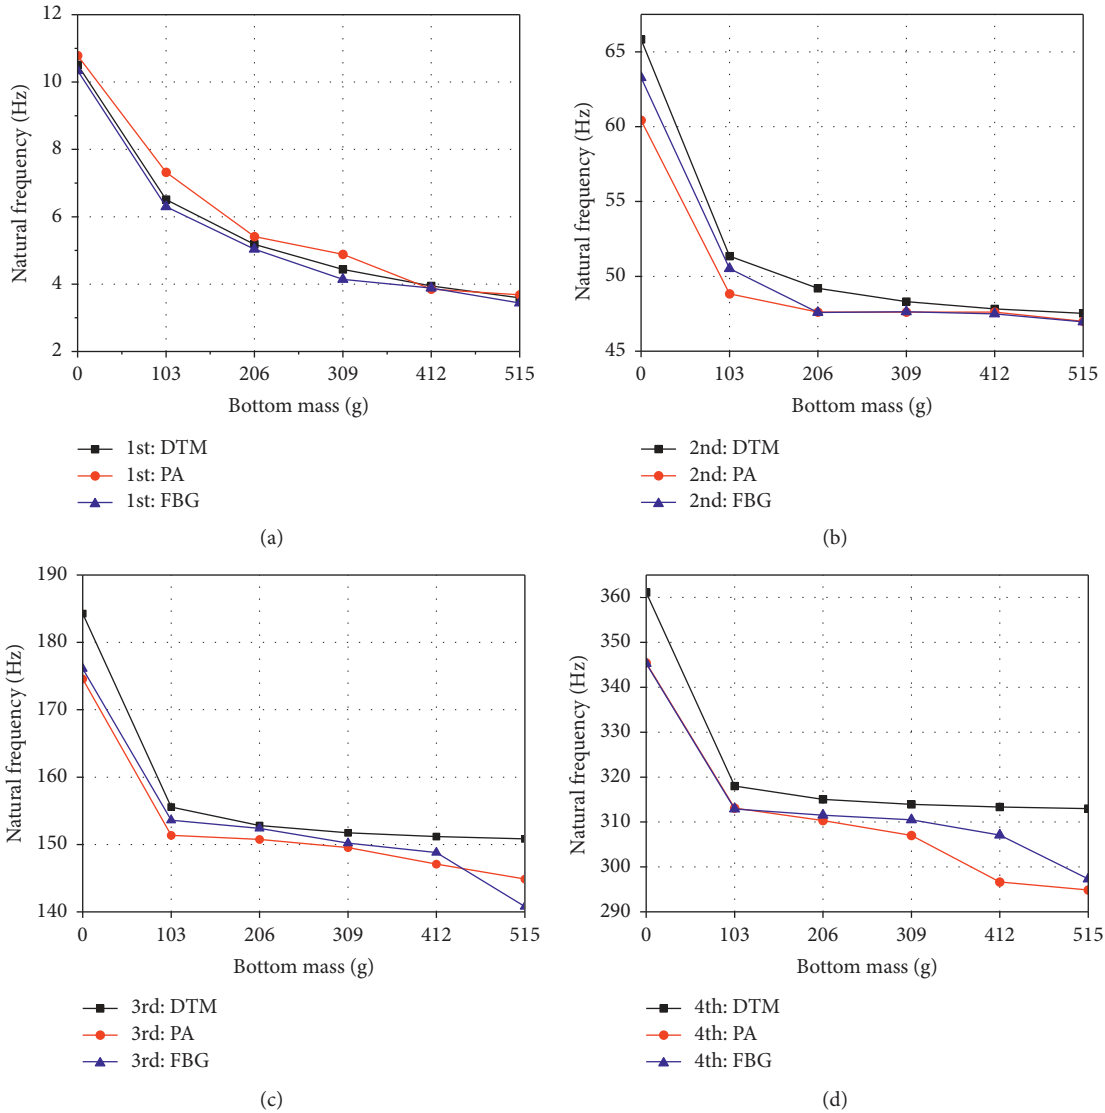 12
10
8
6
4
2
Natural frequency (Hz)
0 103 206 309 412 515
Bottom mass (g)
1st: DTM
1st: PA
1st: FBG
(a)
65
60
55
50
45
Natural frequency (Hz)
0 103 206 309 412 515
Bottom mass (g)
2nd: DTM
2nd: PA
2nd: FBG
(b)
190
180
170
160
150
140
Natural frequency (Hz)
0 103 206 309 412 515
Bottom mass (g)
3rd: DTM
3rd: PA
3rd: FBG
(c)
360
350
340
330
320
310
300
290
Natural frequency (Hz)
0 103 206 309 412 515
Bottom mass (g)
4th: DTM
4th: PA
4th: FBG
(d)